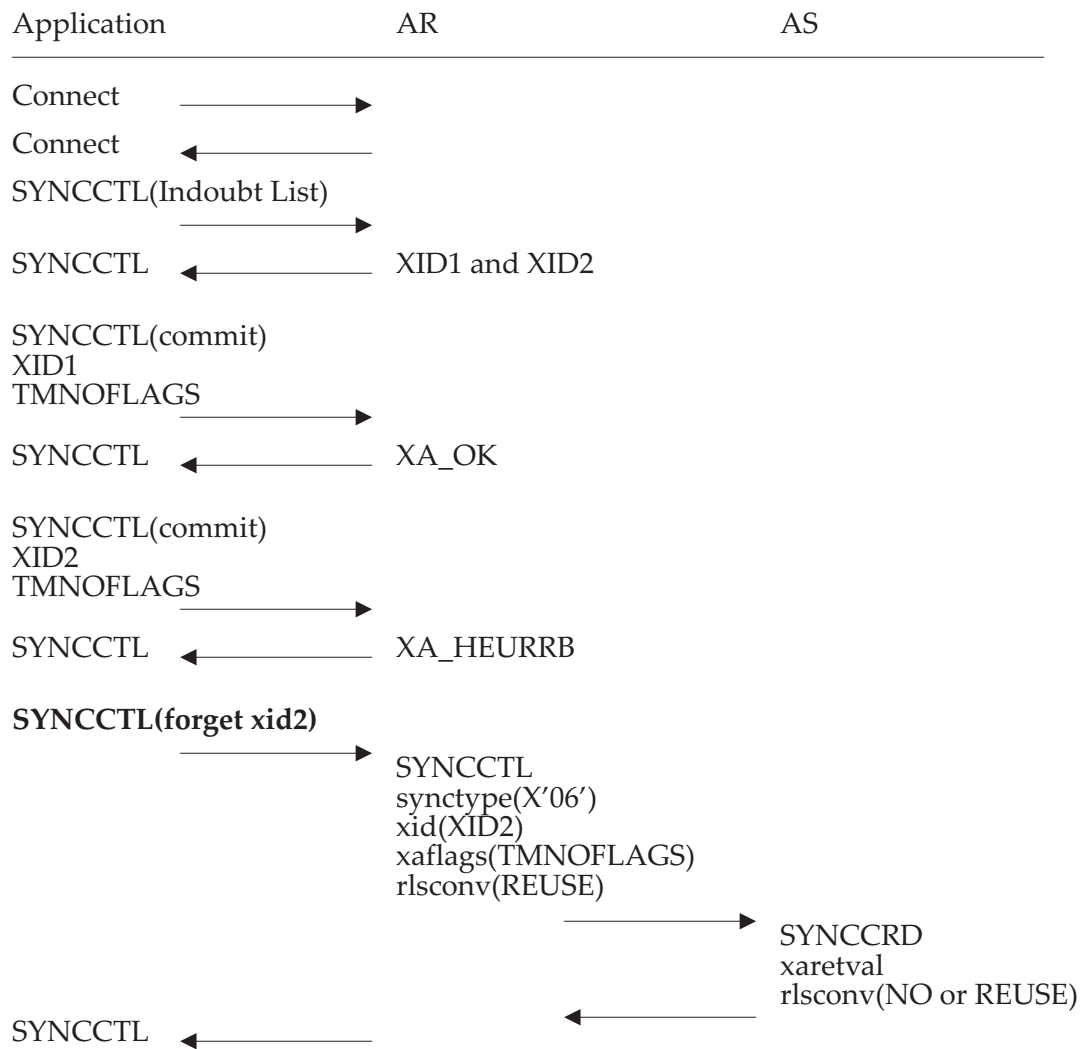 Application AR AS
Connect
Connect
SYNCCTL(Indoubt List)
SYNCCTL XID1 and XID2
SYNCCTL(commit)
XID1
TMNOFLAGS
SYNCCTL XA_OK
SYNCCTL(commit)
XID2
TMNOFLAGS
SYNCCTL XA_HEURRB
SYNCCTL(forget xid2)
SYNCCTL
synctype(X'06')
xid(XID2)
xaflags(TMNOFLAGS)
rlsconv(REUSE)
SYNCCRD
xaretval
rlsconv(NO or REUSE)
SYNCCTL